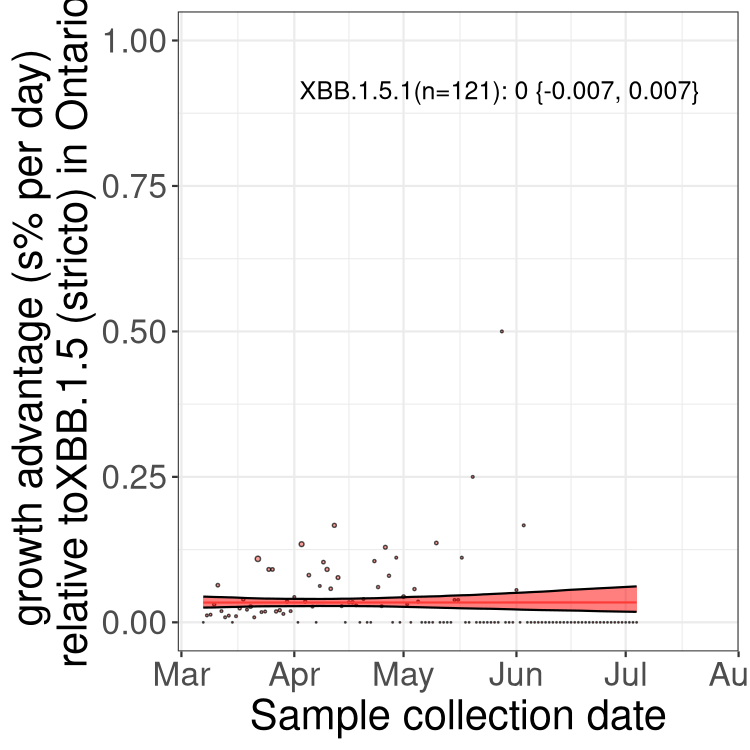 growth advantage (s% per day)
relative toXBB.1.5 (stricto) in Ontario
1.00
0.75
0.50
0.25
0.00
XBB.1.5.1(n=121): 0 {-0.007, 0.007}
Mar Apr May Jun Jul Au
Sample collection date